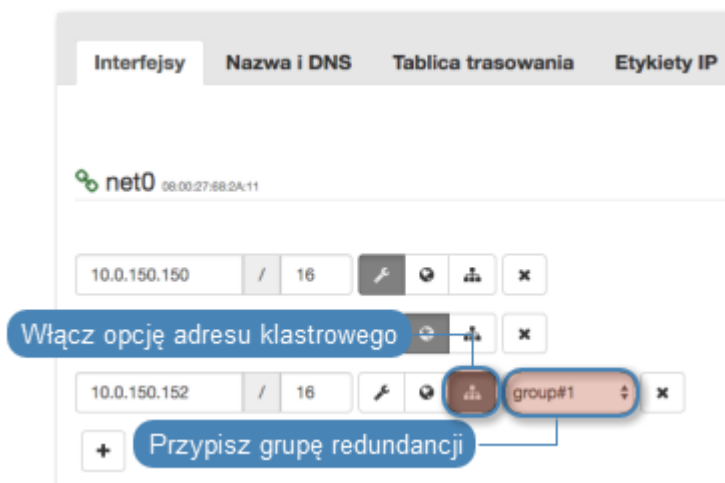 Interfejsy Nazwa i DNS Tablica trasowania Etykiety IP
net0 08:00:27:68:2A:11
10.0.150.150 / 16
Włącz opcję adresu klastrowego
10.0.150.152 / 16 group#1
Przypisz grupę redundancji